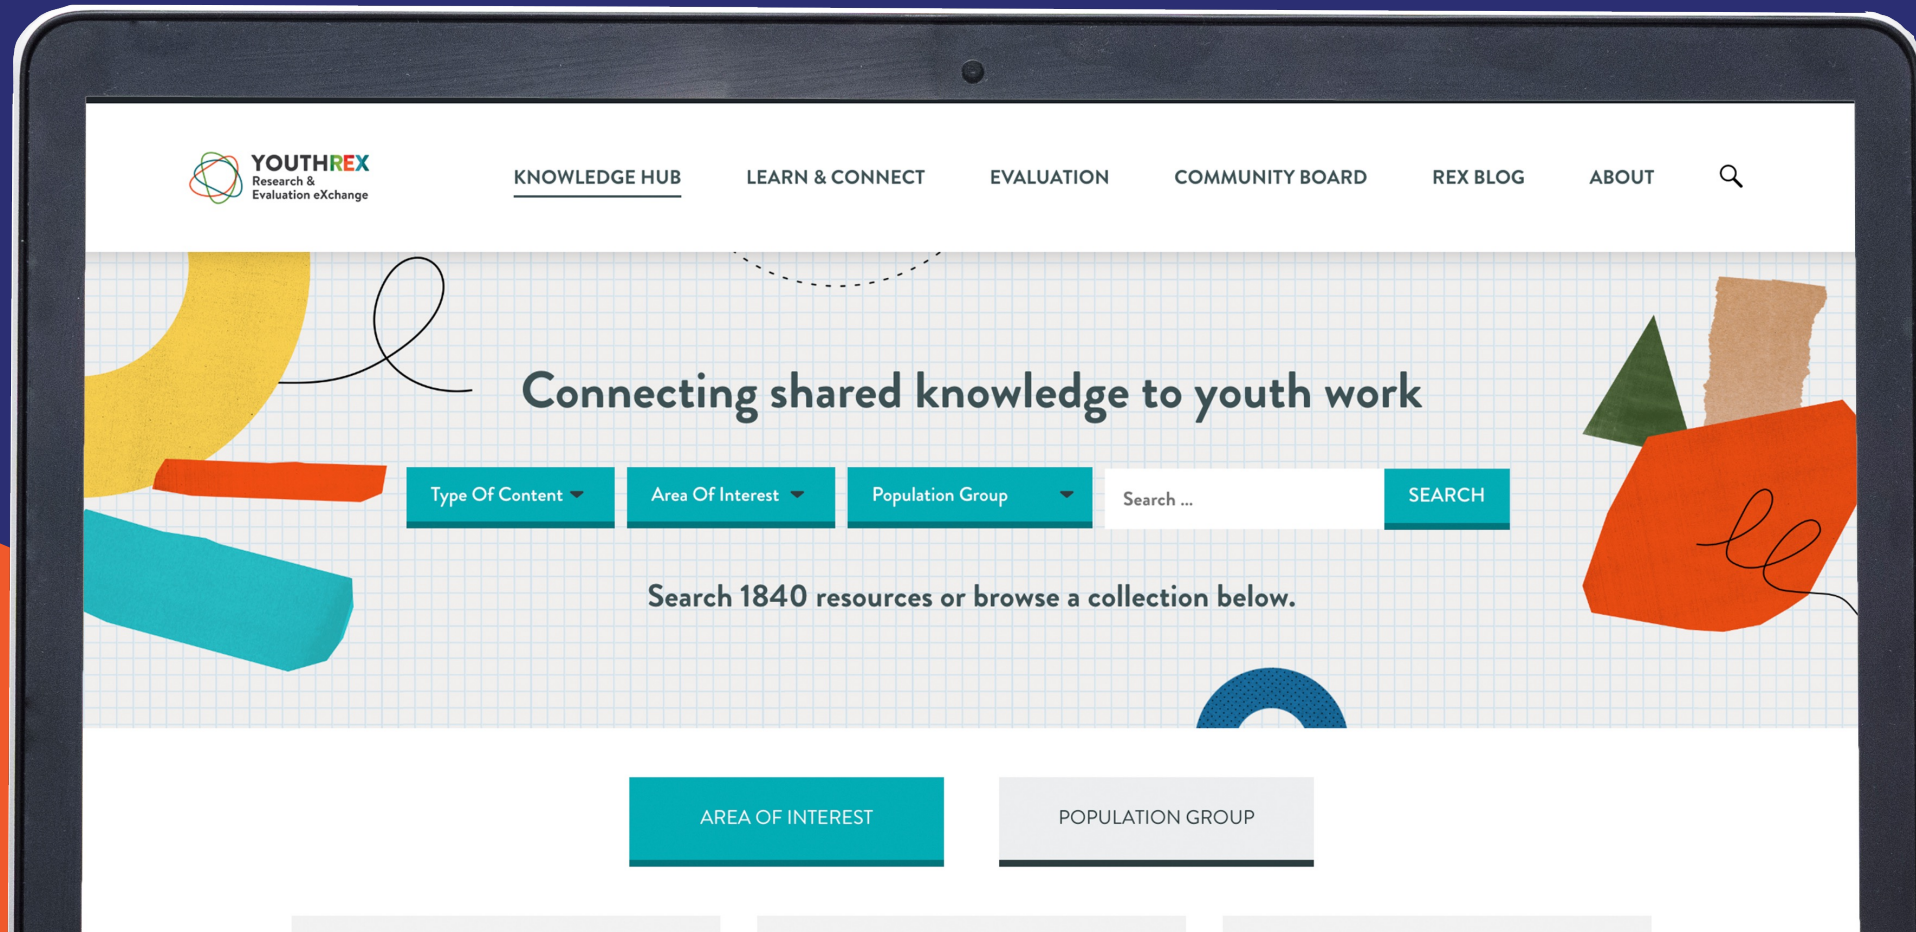 YOUTHREX
Research &
Evaluation eXchange
KNOWLEDGE HUB
LEARN & CONNECT
EVALUATION
COMMUNITY BOARD
REX BLOG
ABOUT
Connecting shared knowledge to youth work
Type Of Content
Area Of Interest
Population Group
Search ...
SEARCH
Search 1840 resources or browse a collection below.
AREA OF INTEREST
POPULATION GROUP